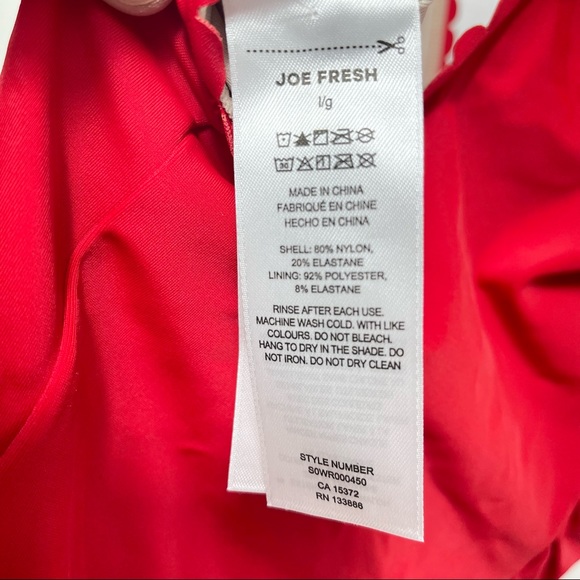 JOE FRESH
l/g
30
MADE IN CHINA
FABRIQUÉ EN CHINE
HECHO EN CHINA
SHELL: 80% NYLON,
20% ELASTANE
LINING: 92% POLYESTER,
8% ELASTANE
RINSE AFTER EACH USE.
MACHINE WASH COLD. WITH LIKE
COLOURS. DO NOT BLEACH.
HANG TO DRY IN THE SHADE. DO
NOT IRON. DO NOT DRY CLEAN
STYLE NUMBER
S0WR000450
CA 15372
RN 133886